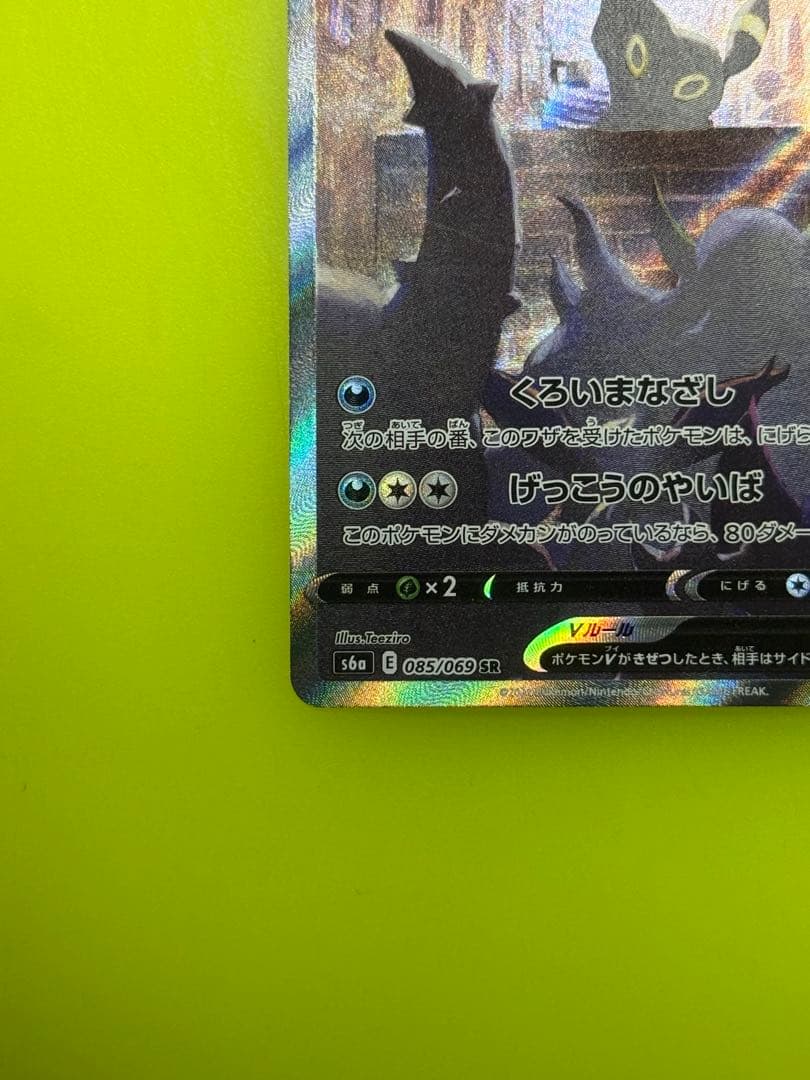 くろいまなざし
次の相手の番、このワザを受けたポケモンは、にげら
げっこうのやいば
このポケモンにダメカンがのっているなら、80ダメー
弱点 ×2 抵抗力 にげる
Vルール
Illus.Teeziro
ポケモンVがきぜつしたとき、相手はサイド
s6a E 085/069 SR